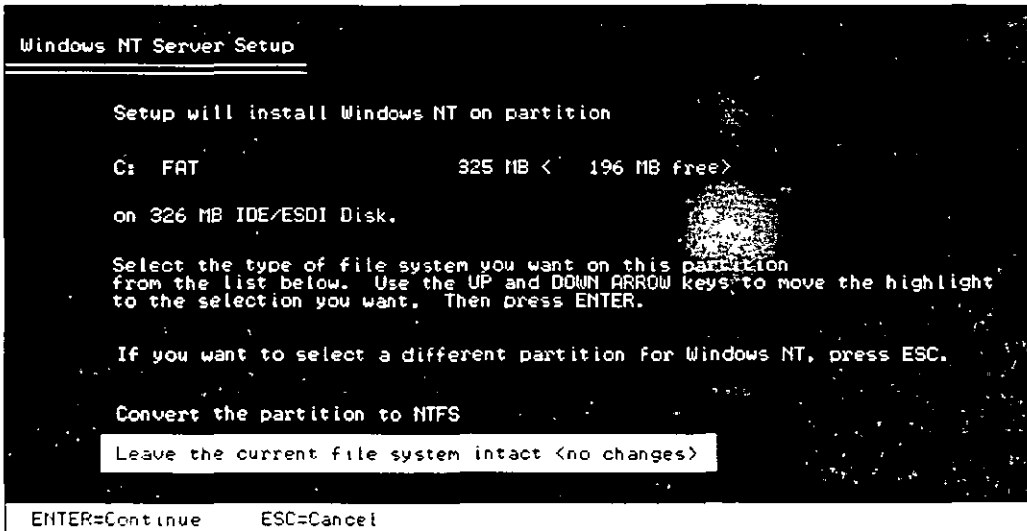 Windows NT Server Setup
Setup will install Windows NT on partition
C: FAT 325 MB < 196 MB free>
on 326 MB IDE/ESDI Disk.
Select the type of file system you want on this partition
from the list below. Use the UP and DOWN ARROW keys to move the highlight
to the selection you want. Then press ENTER.
If you want to select a different partition for Windows NT, press ESC.
Convert the partition to NTFS
Leave the current file system intact <no changes>
ENTER=Continue ESC=Cancel